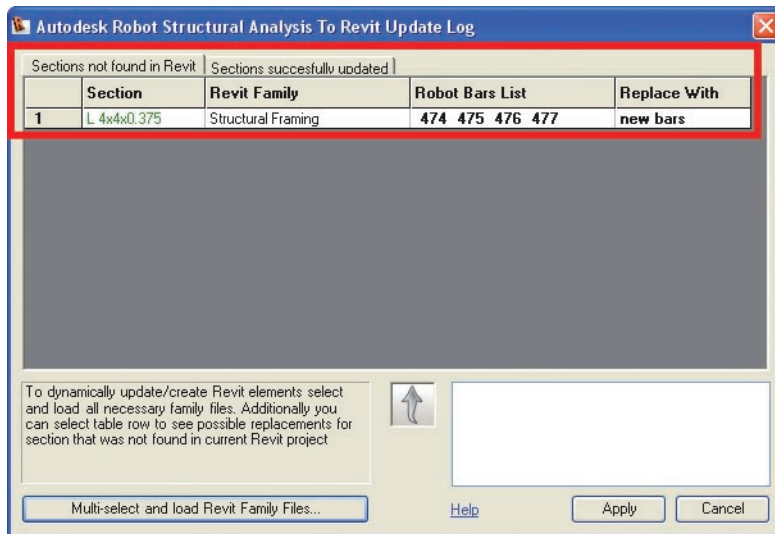 Autodesk Robot Structural Analysis To Revit Update Log
Sections not found in Revit Sections succesfully updated
Section Revit Family Robot Bars List Replace With
1 L 4x4x0.375 Structural Framing 474 475 476 477 new bars
To dynamically update/create Revit elements select
and load all necessary family files. Additionally you
can select table row to see possible replacements for
section that was not found in current Revit project
Multi-select and load Revit Family Files... Help Apply Cancel